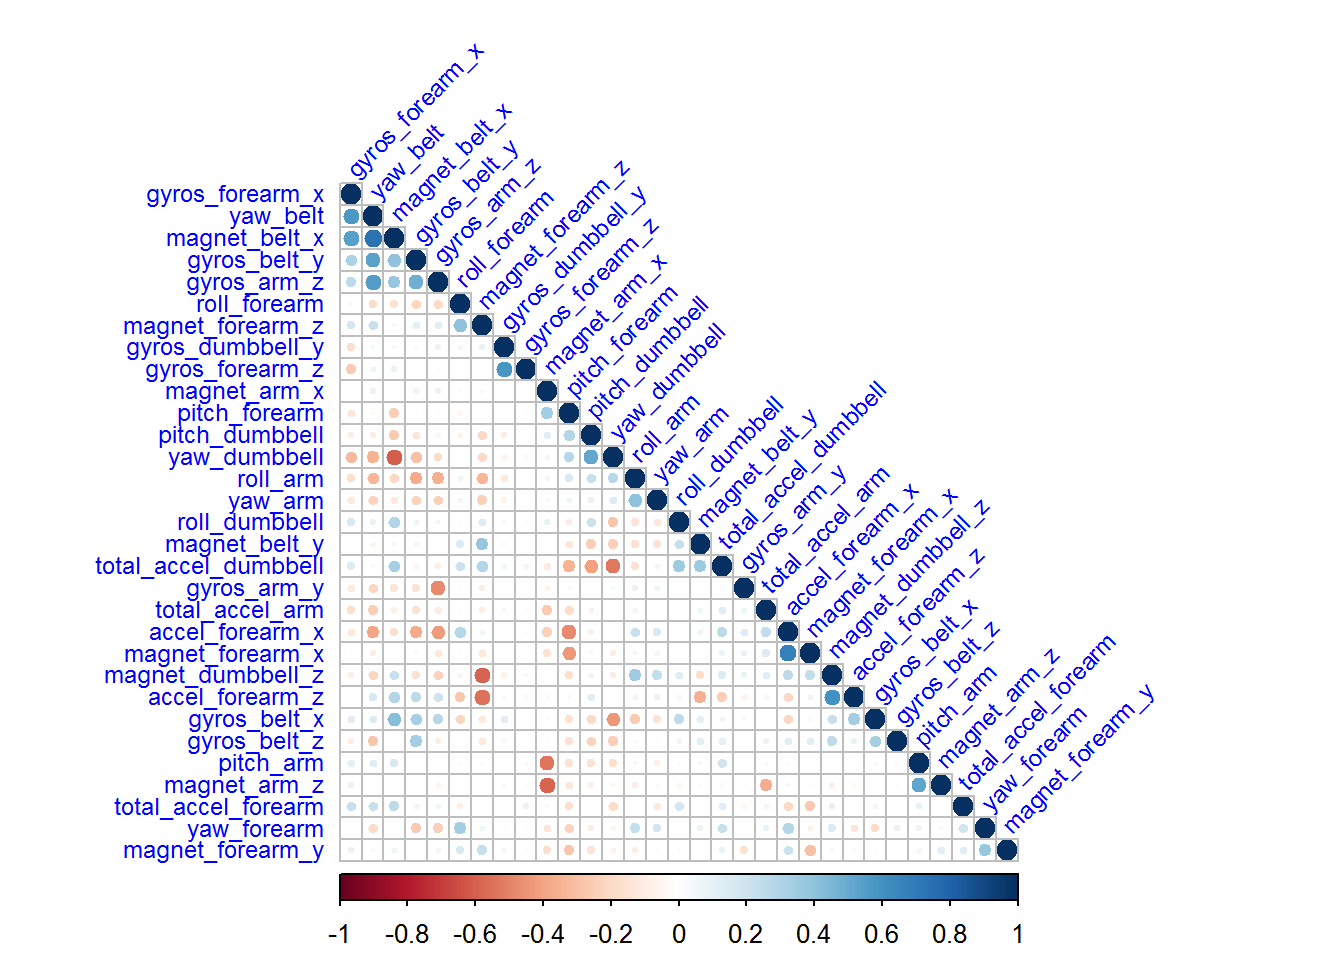 gyros_forearm_x
yaw_belt
magnet_belt_x
gyros_belt_y
gyros_arm_z
roll_forearm
magnet_forearm_z
gyros_dumbbell_y
gyros_forearm_z
magnet_arm_x
pitch_forearm
pitch_dumbbell
yaw_dumbbell
roll_arm
yaw_arm
roll_dumbbell
magnet_belt_y
total_accel_dumbbell
gyros_arm_y
total_accel_arm
accel_forearm_x
magnet_forearm_x
magnet_dumbbell_z
accel_forearm_z
gyros_belt_x
gyros_belt_z
pitch_arm
magnet_arm_z
total_accel_forearm
yaw_forearm
magnet_forearm_y
gyros_forearm_x
yaw_belt
magnet_belt_x
gyros_belt_y
gyros_arm_z
roll_forearm
magnet_forearm_z
gyros_dumbbell_y
gyros_forearm_z
magnet_arm_x
pitch_forearm
pitch_dumbbell
yaw_dumbbell
roll_arm
yaw_arm
roll_dumbbell
magnet_belt_y
total_accel_dumbbell
gyros_arm_y
total_accel_arm
accel_forearm_x
magnet_forearm_x
magnet_dumbbell_z
accel_forearm_z
gyros_belt_x
gyros_belt_z
pitch_arm
magnet_arm_z
total_accel_forearm
yaw_forearm
magnet_forearm_y
-1 -0.8 -0.6 -0.4 -0.2 0 0.2 0.4 0.6 0.8 1